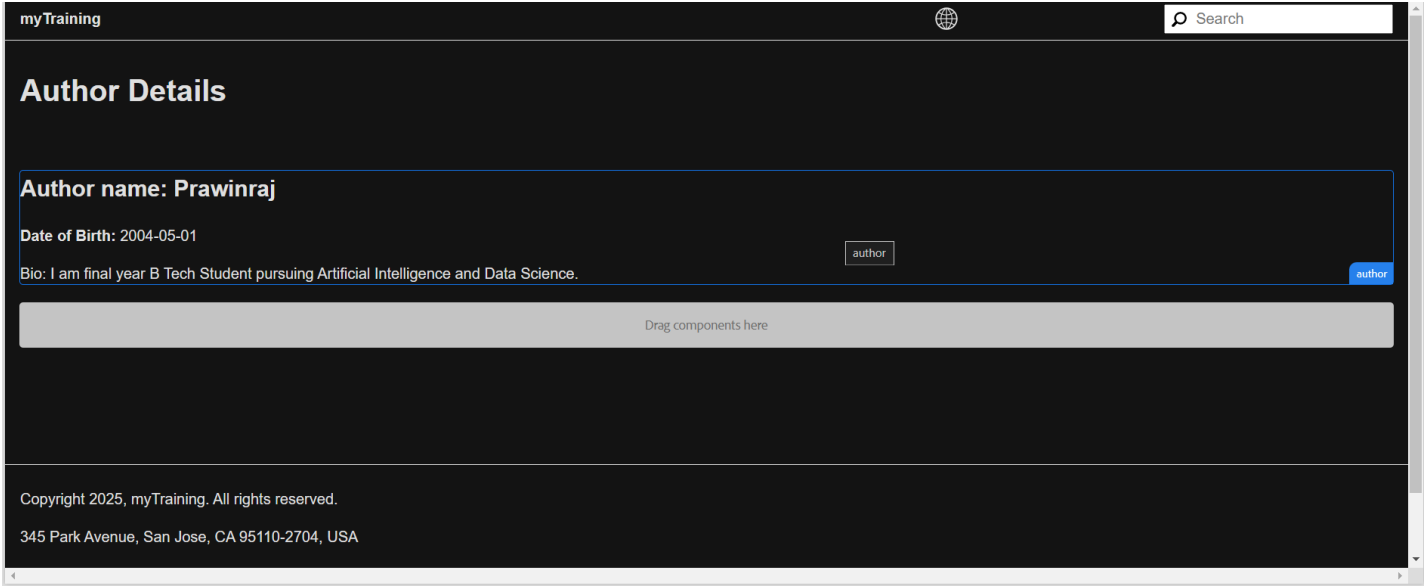 myTraining
Search
Author Details
Author name: Prawinraj
Date of Birth: 2004-05-01
author
Bio: I am final year B Tech Student pursuing Artificial Intelligence and Data Science.
author
Drag components here
Copyright 2025, myTraining. All rights reserved.
345 Park Avenue, San Jose, CA 95110-2704, USA